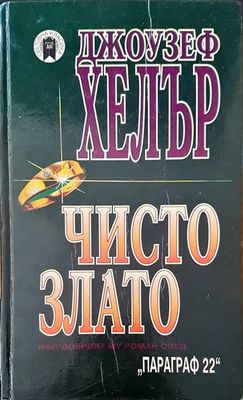 ДЖОУЗЕФ
ХЕЛЪР
ЧИСТО
ЗЛАТО
НАЙ-ДОБРИЯТ МУ РОМАН СЛЕД
„ПАРАГРАФ 22“